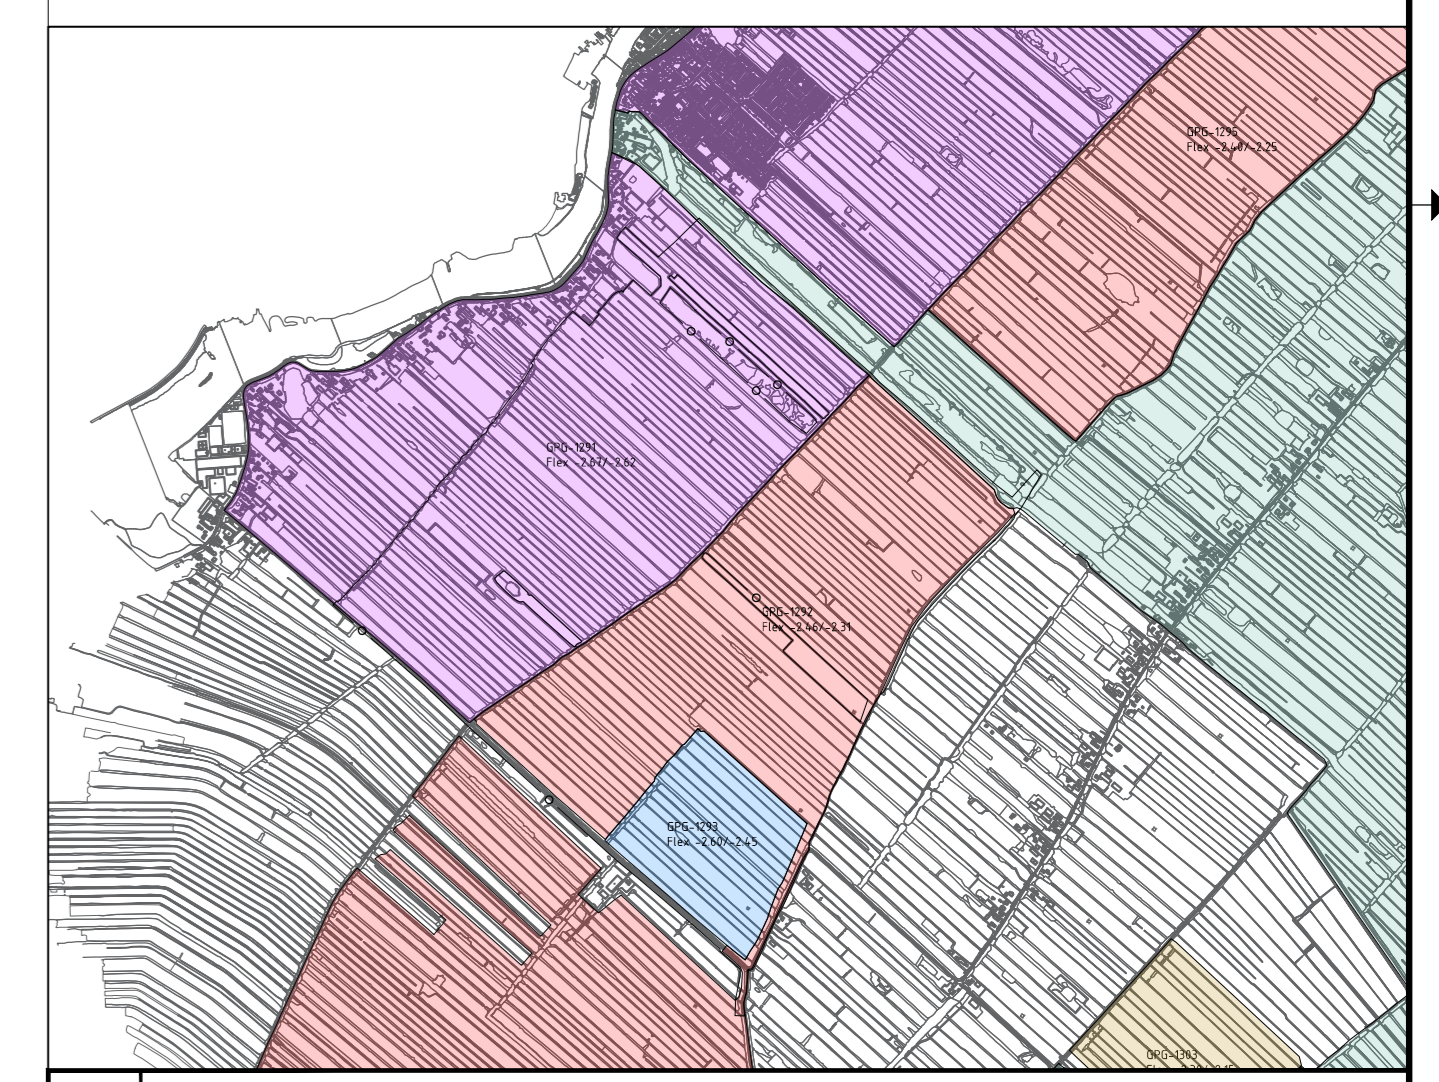 GPG-1295
Flex -2.40/-2.25
GPG-1291
Flex -2.67/-2.62
GPG-1292
Flex -2.46/-2.31
GPG-1293
Flex -2.60/-2.45
GPG-1303